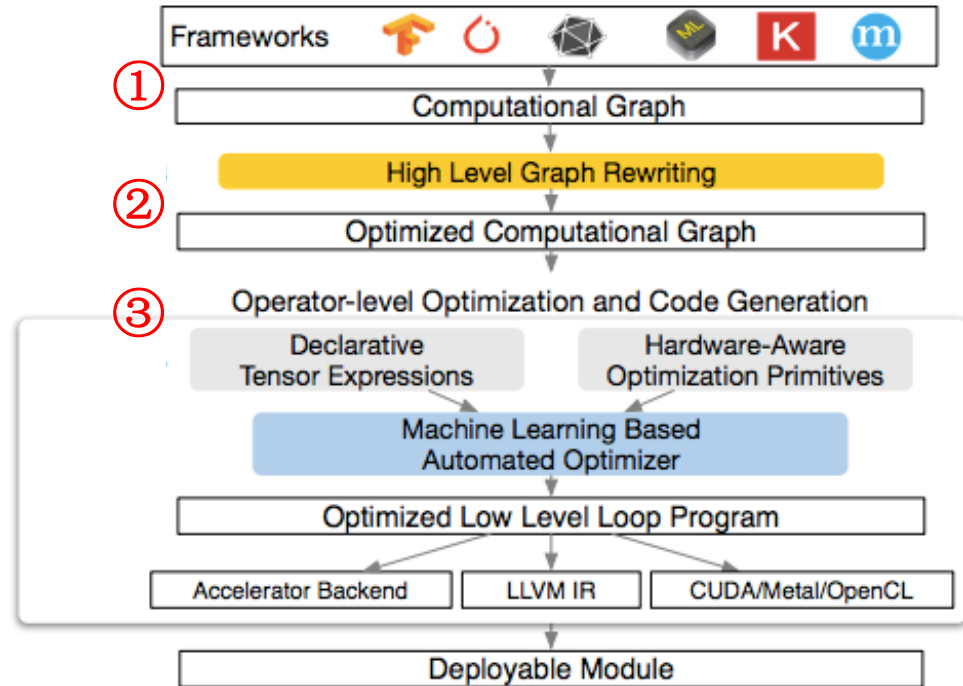 Frameworks
ML
K
m
①
Computational Graph
High Level Graph Rewriting
②
Optimized Computational Graph
③
Operator-level Optimization and Code Generation
Declarative
Tensor Expressions
Hardware-Aware
Optimization Primitives
Machine Learning Based
Automated Optimizer
Optimized Low Level Loop Program
Accelerator Backend
LLVM IR
CUDA/Metal/OpenCL
Deployable Module